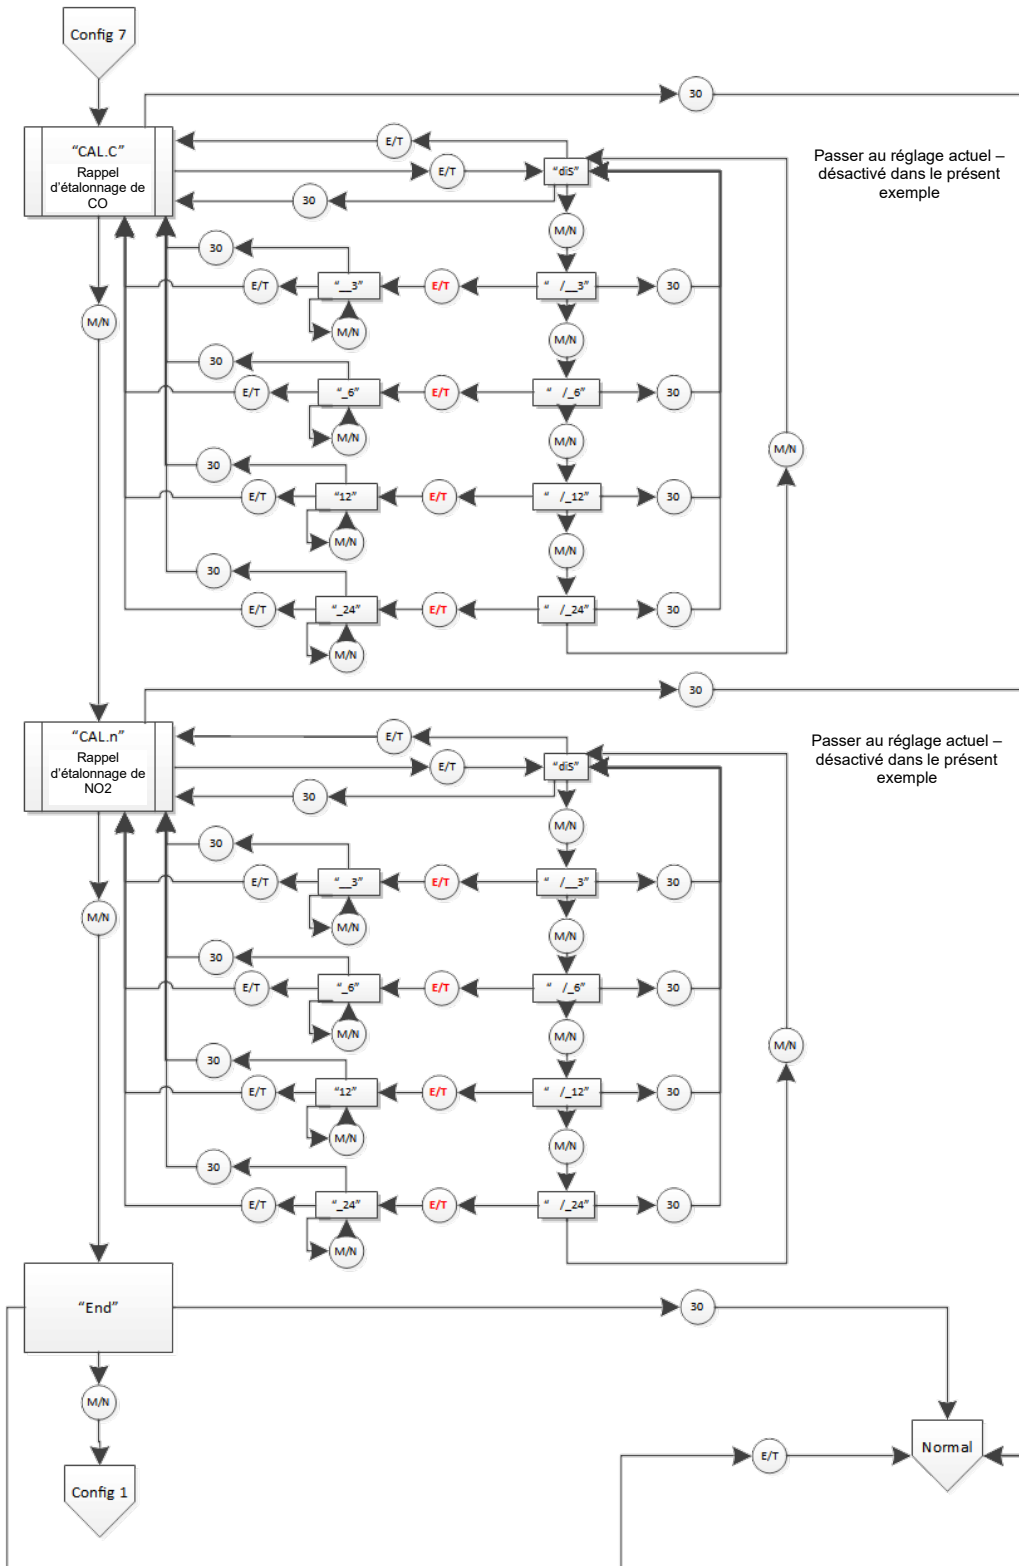 Config 7
30
“CAL.C”
Rappel
d’étalonnage de
CO
E/T
E/T
“diS”
30
Passer au réglage actuel –
désactivé dans le présent
exemple
M/N
30
E/T
“__3”
E/T
“ /__3”
30
M/N
M/N
M/N
30
E/T
“_6”
E/T
“ /_6”
30
M/N
M/N
M/N
30
E/T
“12”
E/T
“ /_12”
30
M/N
M/N
30
E/T
“_24”
E/T
“ /_24”
30
M/N
30
“CAL.n”
Rappel
d’étalonnage de
NO2
E/T
E/T
“diS”
30
Passer au réglage actuel –
désactivé dans le présent
exemple
M/N
30
E/T
“__3”
E/T
“ /__3”
30
M/N
M/N
M/N
30
E/T
“_6”
E/T
“ /_6”
30
M/N
M/N
M/N
30
E/T
“12”
E/T
“ /_12”
30
M/N
M/N
30
E/T
“_24”
E/T
“ /_24”
30
M/N
“End”
30
M/N
Config 1
E/T
Normal